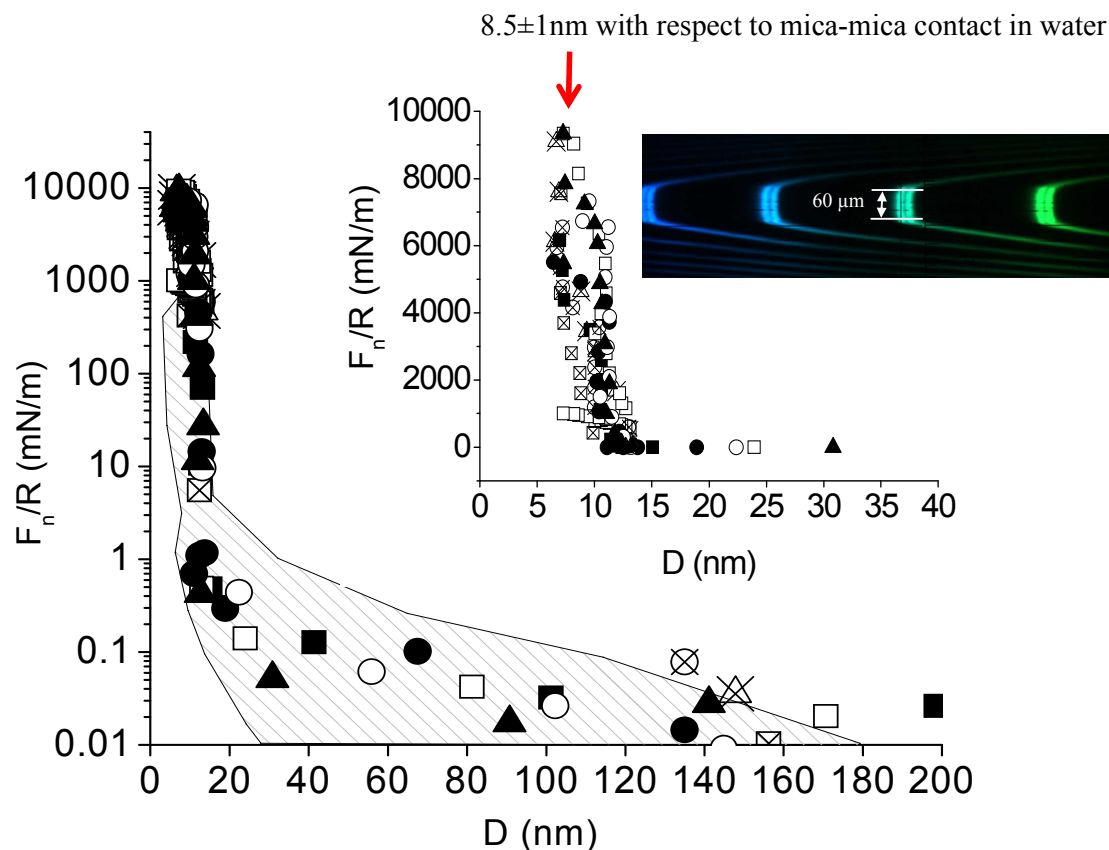 8.5±1nm with respect to mica-mica contact in water
10000
8000
6000
4000
2000
0
Fn/R (mN/m)
0 5 10 15 20 25 30 35 40
D (nm)
60 µm
10000
1000
100
10
1
0.1
0.01
Fn/R (mN/m)
0 20 40 60 80 100 120 140 160 180 200
D (nm)